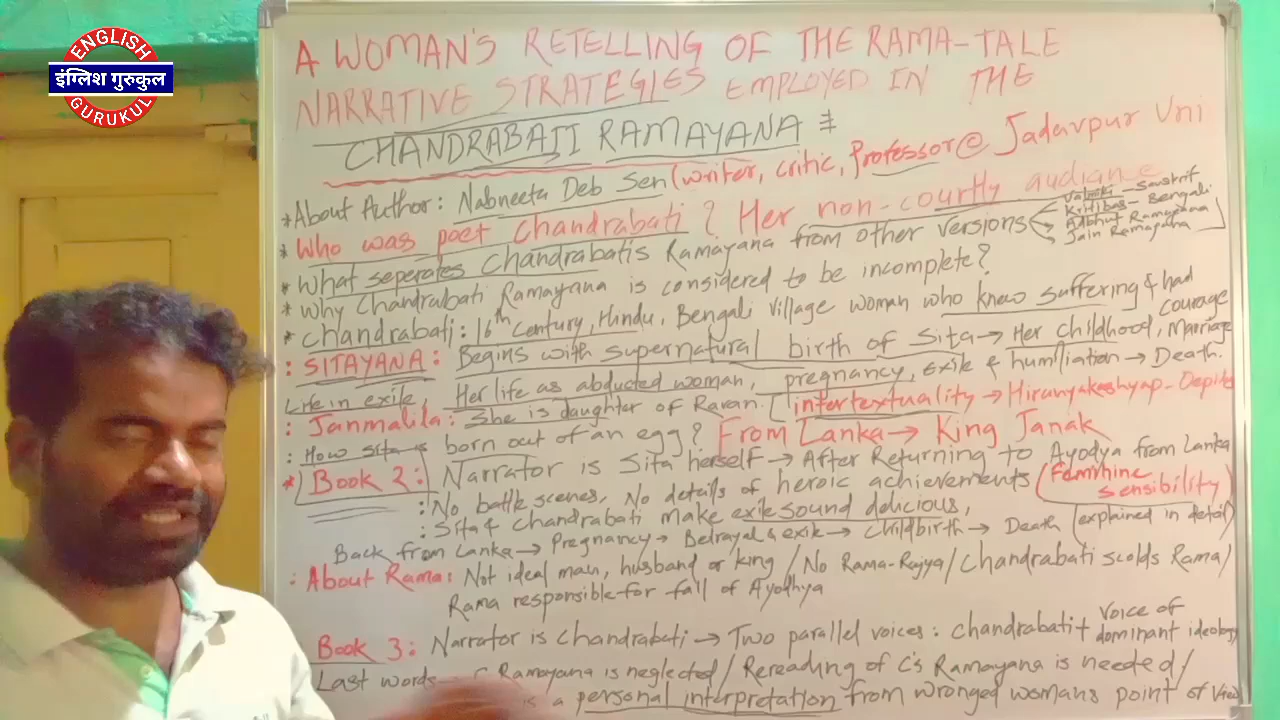 ENGLISH
इंग्लिश गुरुकुल
GURUKUL
A WOMAN'S RETELLING OF THE RAMA-TALE
NARRATIVE STRATEGIES EMPLOYED IN THE
CHANDRABATI RAMAYANA
*About Author: Nabneeta Deb Sen (writer, critic, Professor@ Jadavpur Uni
* Who was poet Chandrabati? Her non-courtly audiance
* What seperates Chandrabatis Ramayana from other versions
Valmiki - Sanskrit
Kritibas - Bengali
Adbhut Ramayana
Jain Ramayana
* Why Chandrabati Ramayana is considered to be incomplete?
* Chandrabati: 16th Century, Hindu, Bengali Village woman who knew suffering & had courage
: SITAYANA: Begins with supernatural birth of Sita → Her childhood, Marriage
Life in exile, Her life as abducted woman, pregnancy, exile & humiliation → Death.
: Janmalila: She is daughter of Ravan. [intertextuality → Hirunyakeshyap-
: How Sita is born out of an egg? From Lanka → King Janak
* Book 2: Narrator is Sita herself → After Returning to Ayodya from Lanka
: No battle scenes, No details of heroic achievements (Feminine sensibility)
: Sita & Chandrabati make exile sound delicious,
Back from Lanka → Pregnancy → Betrayal & exile → Childbirth → Death (explained in detail)
: About Rama: Not ideal man, husband or king / No Rama-Rajya / Chandrabati scolds Rama /
Rama responsible for fall of Ayodhya
Book 3: Narrator is Chandrabati → Two parallel voices: Chandrabati + Voice of dominant ideology
Last words Ramayana is neglected / Rereading of C's Ramayana is needed /
is a personal interpretation from wronged womans point of view